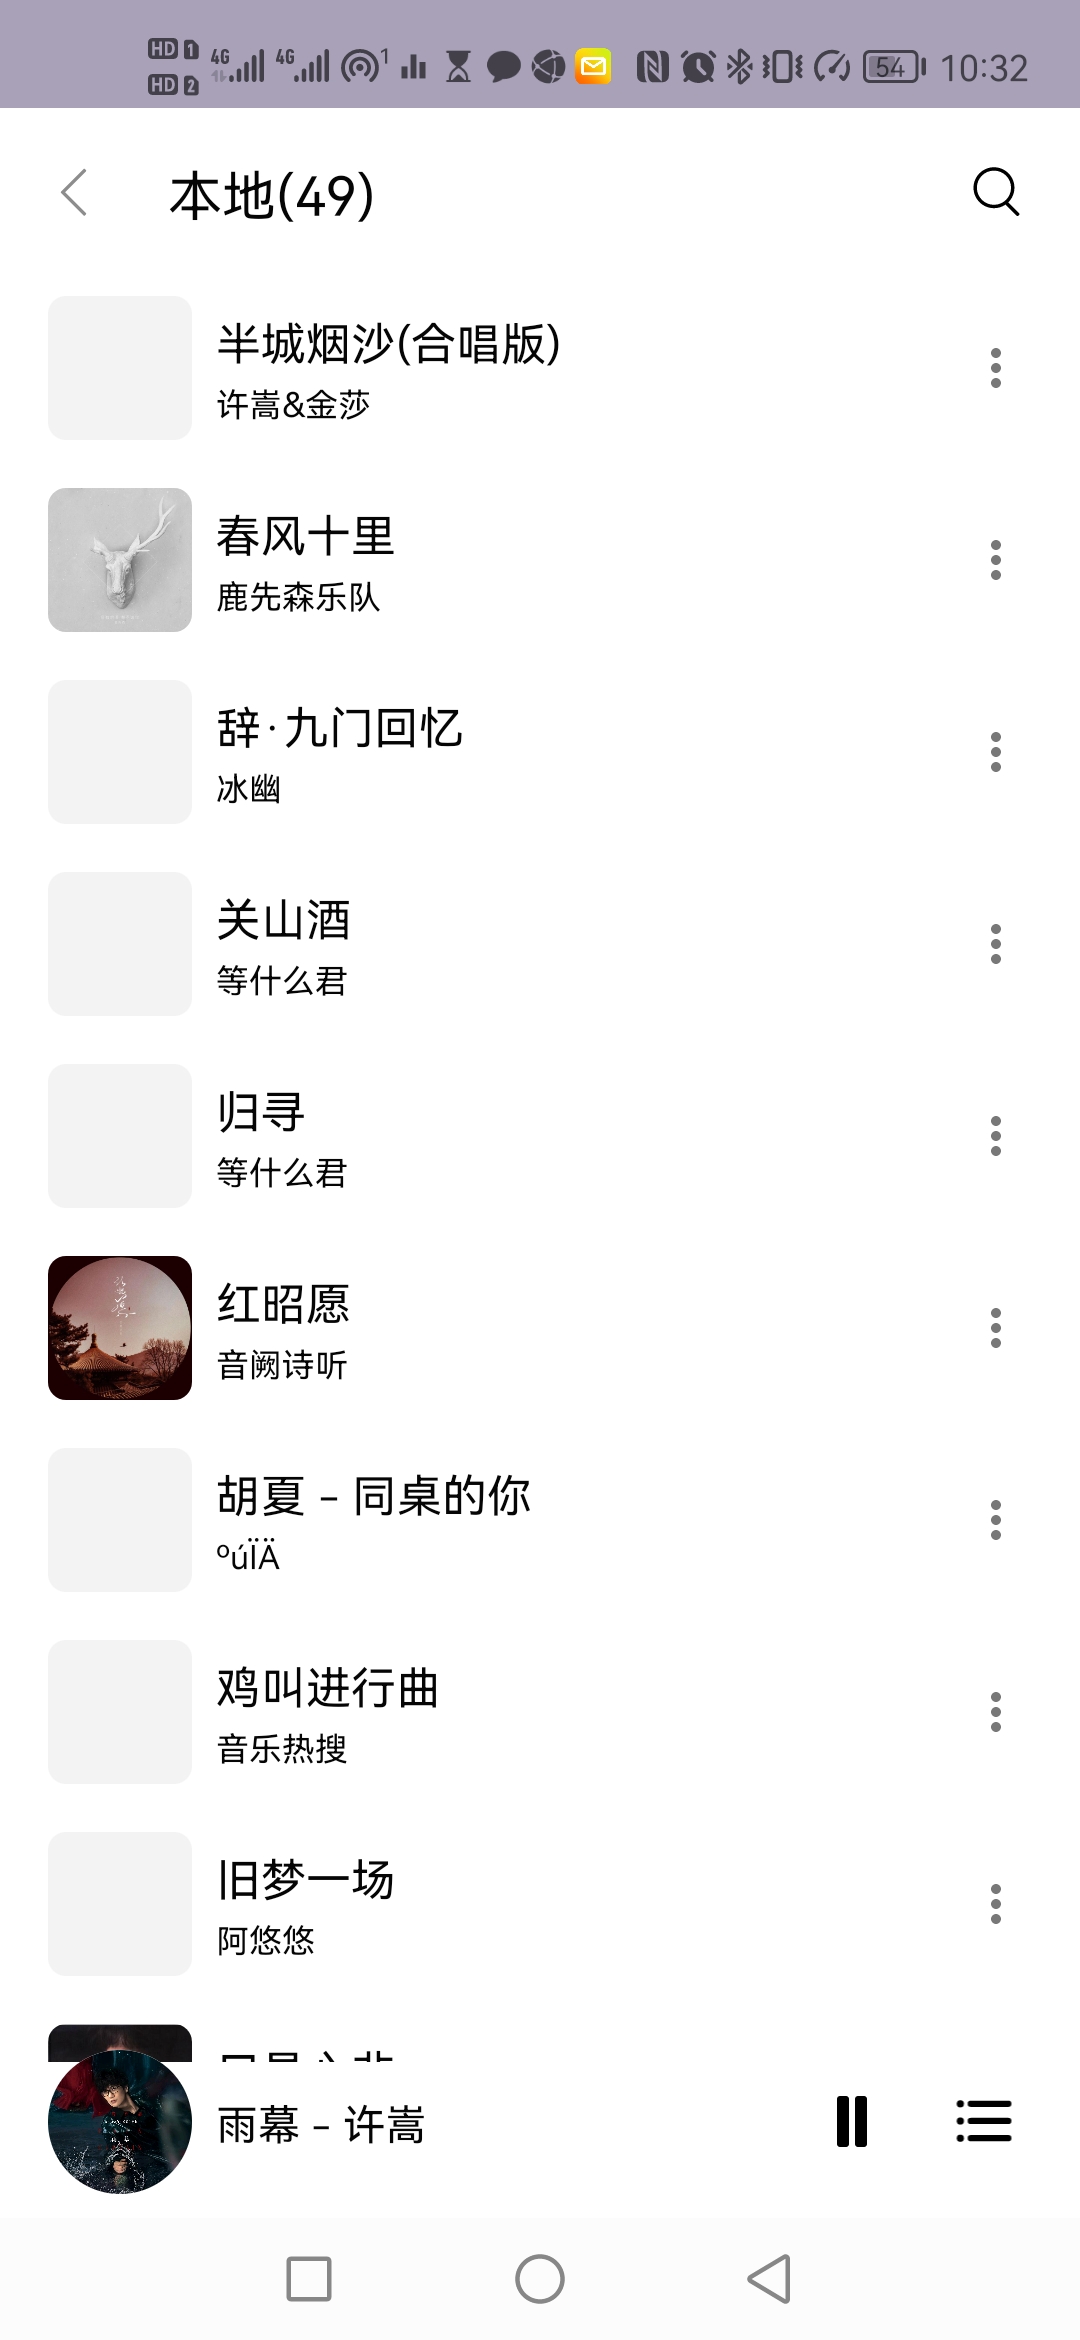 HD 1
HD 2
4G
4G
1
54
10:32
本地(49)
半城烟沙(合唱版)
许嵩&金莎
春风十里
鹿先森乐队
辞·九门回忆
冰幽
关山酒
等什么君
归寻
等什么君
红昭愿
音阙诗听
胡夏 - 同桌的你
ºúÏÄ
鸡叫进行曲
音乐热搜
旧梦一场
阿悠悠
雨幕 - 许嵩